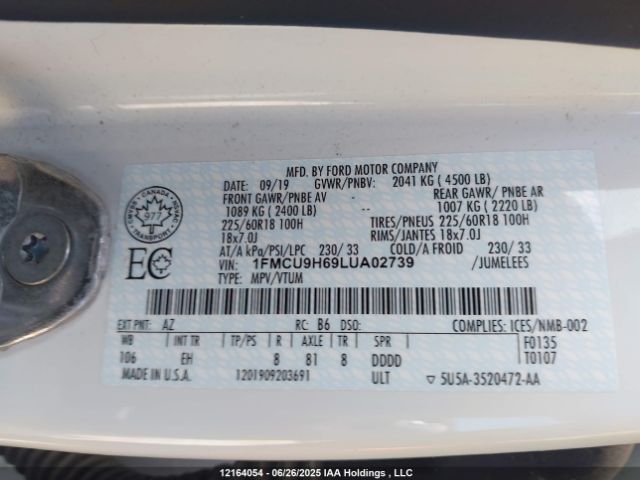 MFD. BY FORD MOTOR COMPANY
DATE: 09/19 GVWR/PNBV: 2041 KG ( 4500 LB)
FRONT GAWR/PNBE AV - REAR GAWR/ PNBE AR
1089 KG ( 2400 LB) 1007 KG ( 2220 LB)
225/60R18 100H TIRES/PNEUS 225/60R18 100H
18x7.0J RIMS/JANTES 18x7.0J
AT/A kPa/PSI/LPC 230/ 33 COLD/A FROID 230/ 33
VIN: 1FMCU9H69LUA02739 /JUMELEES
TYPE: MPV/VTUM
CANADA
977
TRANSPORT
EC
EXT PNT: AZ RC: B6 DSO: COMPLIES: ICES/NMB-002
WB INT TR TP/PS R AXLE TR SPR F0135
106 EH 8 81 8 DDDD T0107
MADE IN U.S.A. 1201909203691 ULT ▽ 5U5A-3520472-AA
12164054 - 06/26/2025 IAA Holdings , LLC